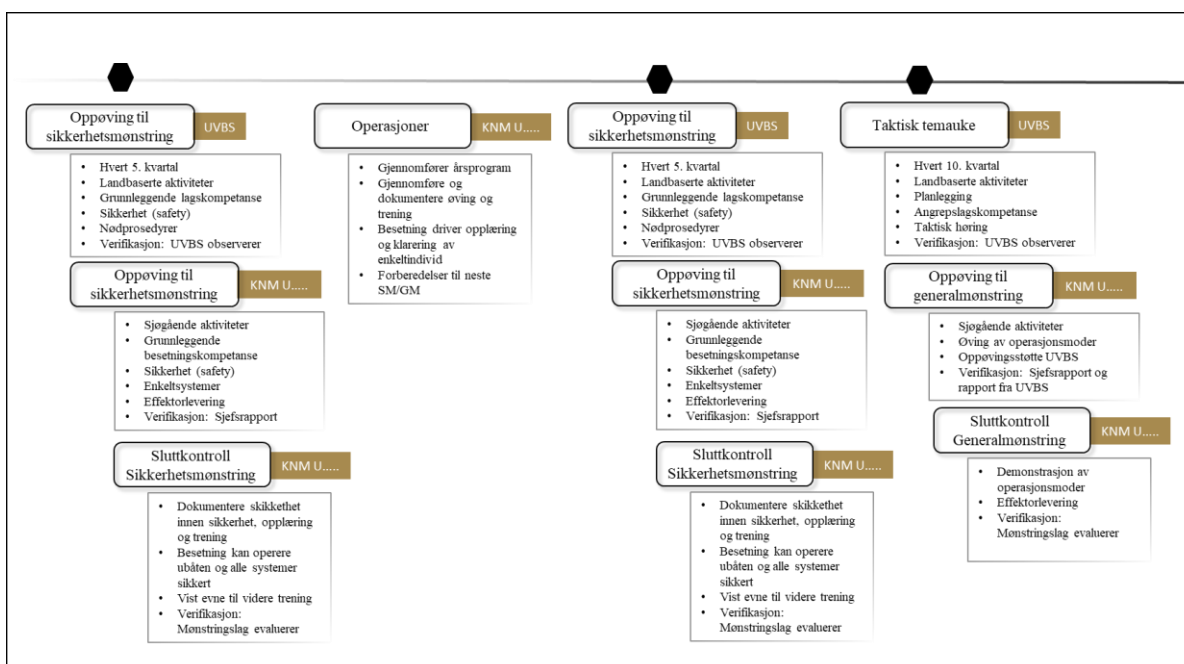 Oppøving til
sikkerhetsmønstring
UVBS
• Hvert 5. kvartal
• Landbaserte aktiviteter
• Grunnleggende lagskompetanse
• Sikkerhet (safety)
• Nødprosedyrer
• Verifikasjon: UVBS observerer
Oppøving til
sikkerhetsmønstring
KNM U.....
• Sjøgående aktiviteter
• Grunnleggende
besetningskompetanse
• Sikkerhet (safety)
• Enkeltsystemer
• Effektorlevering
• Verifikasjon: Sjefsrapport
Sluttkontroll
Sikkerhetsmønstring
KNM U.....
• Dokumentere skikkethet
innen sikkerhet, opplæring
og trening
• Besetning kan operere
ubåten og alle systemer
sikkert
• Vist evne til videre trening
• Verifikasjon:
Mønstringslag evaluerer
Operasjoner
KNM U.....
• Gjennomfører årsprogram
• Gjennomføre og
dokumentere øving og
trening
• Besetning driver opplæring
og klarering av
enkeltindivid
• Forberedelser til neste
SM/GM
Oppøving til
sikkerhetsmønstring
UVBS
• Hvert 5. kvartal
• Landbaserte aktiviteter
• Grunnleggende lagskompetanse
• Sikkerhet (safety)
• Nødprosedyrer
• Verifikasjon: UVBS observerer
Oppøving til
sikkerhetsmønstring
KNM U.....
• Sjøgående aktiviteter
• Grunnleggende
besetningskompetanse
• Sikkerhet (safety)
• Enkeltsystemer
• Effektorlevering
• Verifikasjon: Sjefsrapport
Sluttkontroll
Sikkerhetsmønstring
KNM U.....
• Dokumentere skikkethet
innen sikkerhet, opplæring
og trening
• Besetning kan operere
ubåten og alle systemer
sikkert
• Vist evne til videre trening
• Verifikasjon:
Mønstringslag evaluerer
Taktisk temauke
UVBS
• Hvert 10. kvartal
• Landbaserte aktiviteter
• Planlegging
• Angrepslagskompetanse
• Taktisk høring
• Verifikasjon: UVBS observerer
Oppøving til
generalmønstring
KNM U.....
• Sjøgående aktiviteter
• Øving av operasjonsmoder
• Oppøvingsstøtte UVBS
• Verifikasjon: Sjefsrapport og
rapport fra UVBS
Sluttkontroll
Generalmønstring
KNM U.....
• Demonstrasjon av
operasjonsmoder
• Effektorlevering
• Verifikasjon:
Mønstringslag evaluerer